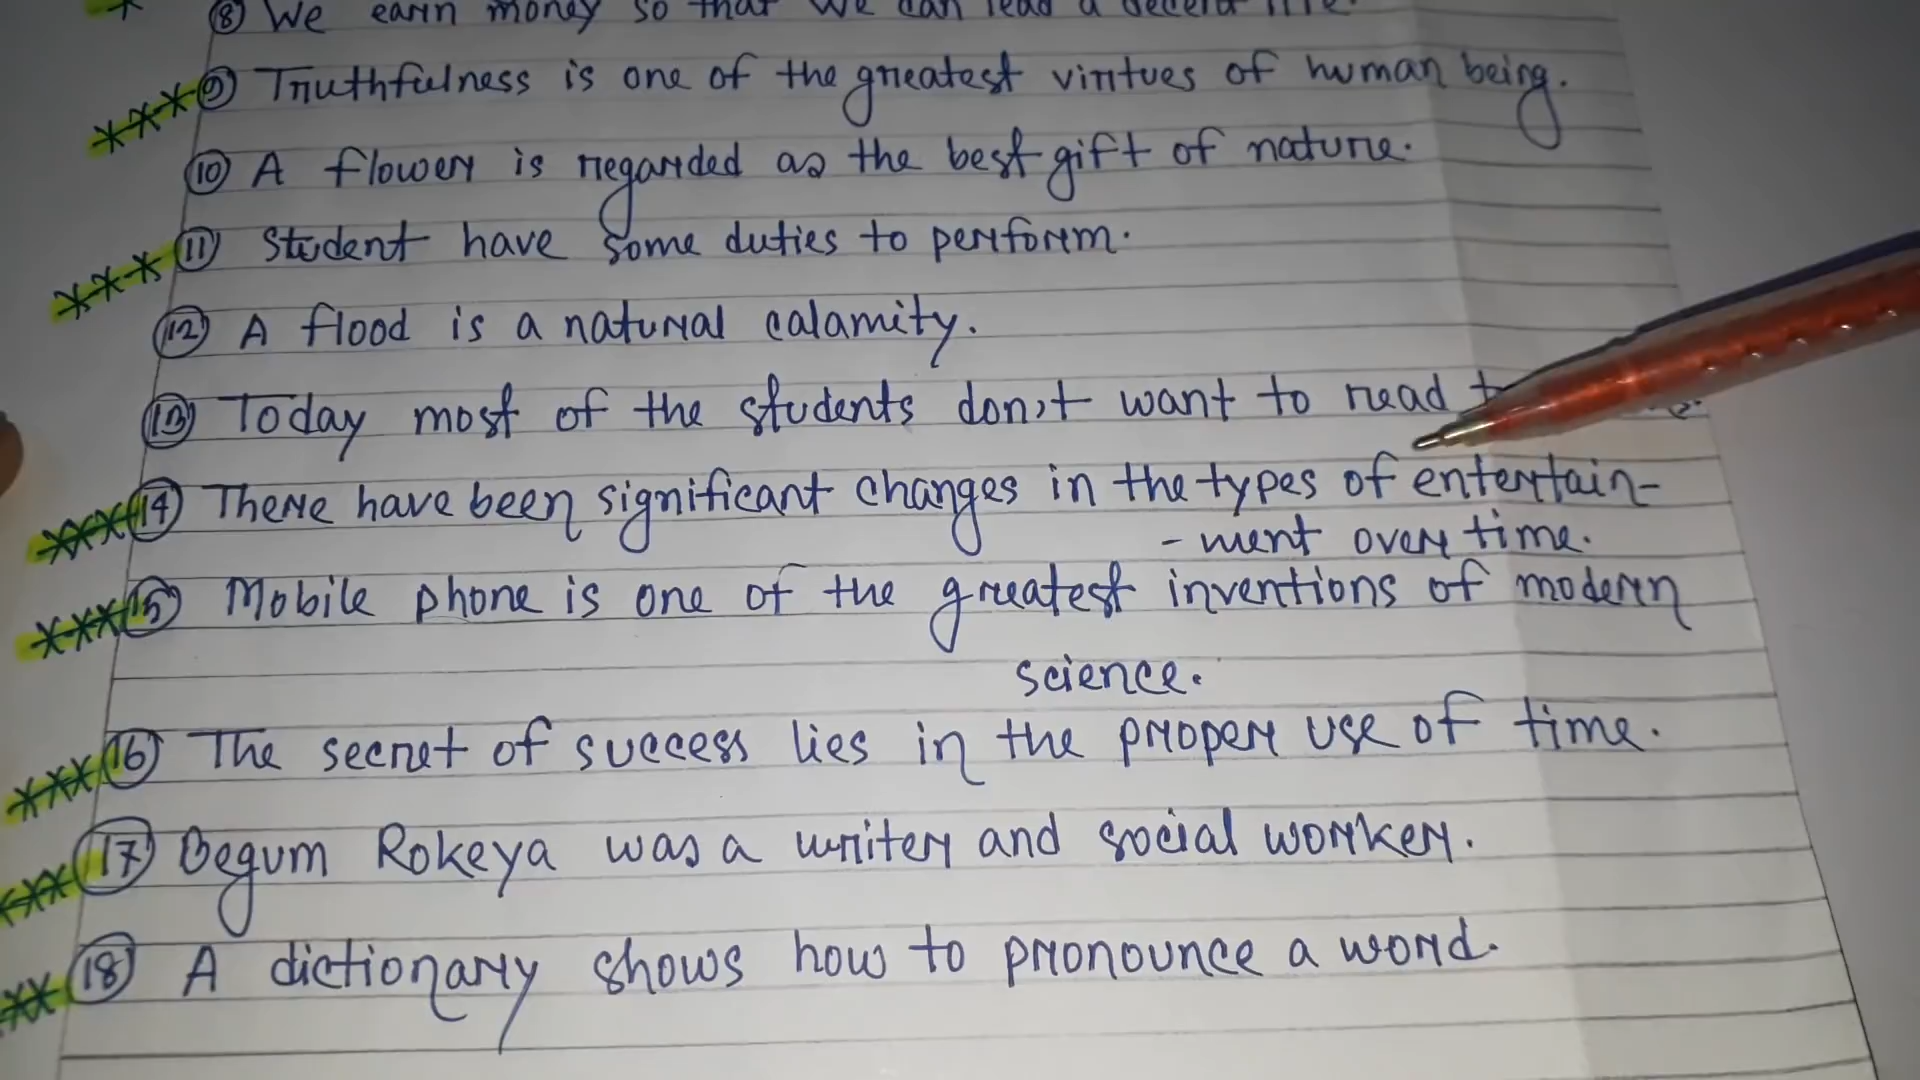 ⑧ We earn money so that we can lead a decent life.
⑨ Truthfulness is one of the greatest virtues of human being.
⑩ A flower is regarded as the best gift of nature.
⑪ Student have some duties to perform.
⑫ A flood is a natural calamity.
⑬ Today most of the students don't want to read
⑭ There have been significant changes in the types of entertain-
- ment over time.
⑮ Mobile phone is one of the greatest inventions of modern
science.
⑯ The secret of success lies in the proper use of time.
⑰ Begum Rokeya was a writer and social worker.
⑱ A dictionary shows how to pronounce a word.